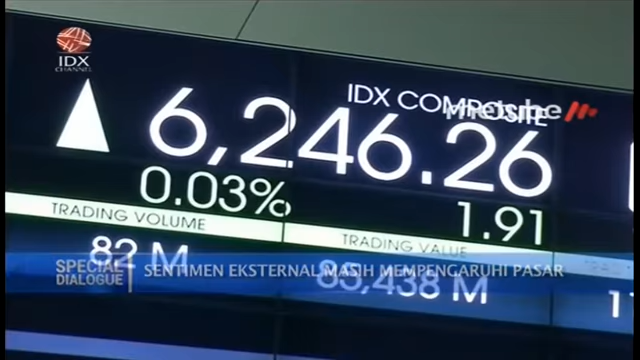 IDX
CHANNEL
IDX COMPOSITE
metube
6,246.26
0.03%
1.91
TRADING VOLUME
TRADING VALUE
82 M
85,438 M
SPECIAL
DIALOGUE
SENTIMEN EKSTERNAL MASIH MEMPENGARUHI PASAR